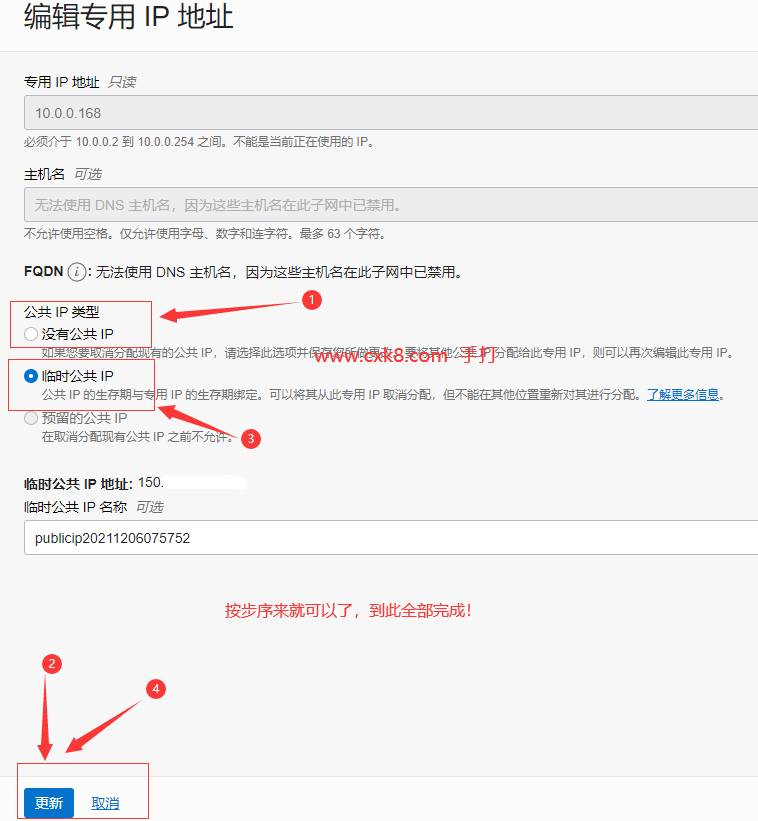 编辑专用 IP 地址
专用 IP 地址 只读
10.0.0.168
必须介于 10.0.0.2 到 10.0.0.254 之间。不能是当前正在使用的 IP。
主机名 可选
无法使用 DNS 主机名，因为这些主机名在此子网中已禁用。
不允许使用空格。仅允许使用字母、数字和连字符。最多 63 个字符。
FQDN i : 无法使用 DNS 主机名，因为这些主机名在此子网中已禁用。
1
公共 IP 类型
没有公共 IP
如果您要取消分配现有的公共 IP，请选择此选项并保存您所做更改。要将其他公共 IP 分配给此专用 IP，则可以再次编辑此专用 IP。
www.cxk8.com 手打
临时公共 IP
公共 IP 的生存期与专用 IP 的生存期绑定。可以将其从此专用 IP 取消分配，但不能在其他位置重新对其进行分配。了解更多信息。
预留的公共 IP
3
在取消分配现有公共 IP 之前不允许。
临时公共 IP 地址: 150.
临时公共 IP 名称 可选
publicip20211206075752
按步序来就可以了，到此全部完成！
2
4
更新 取消